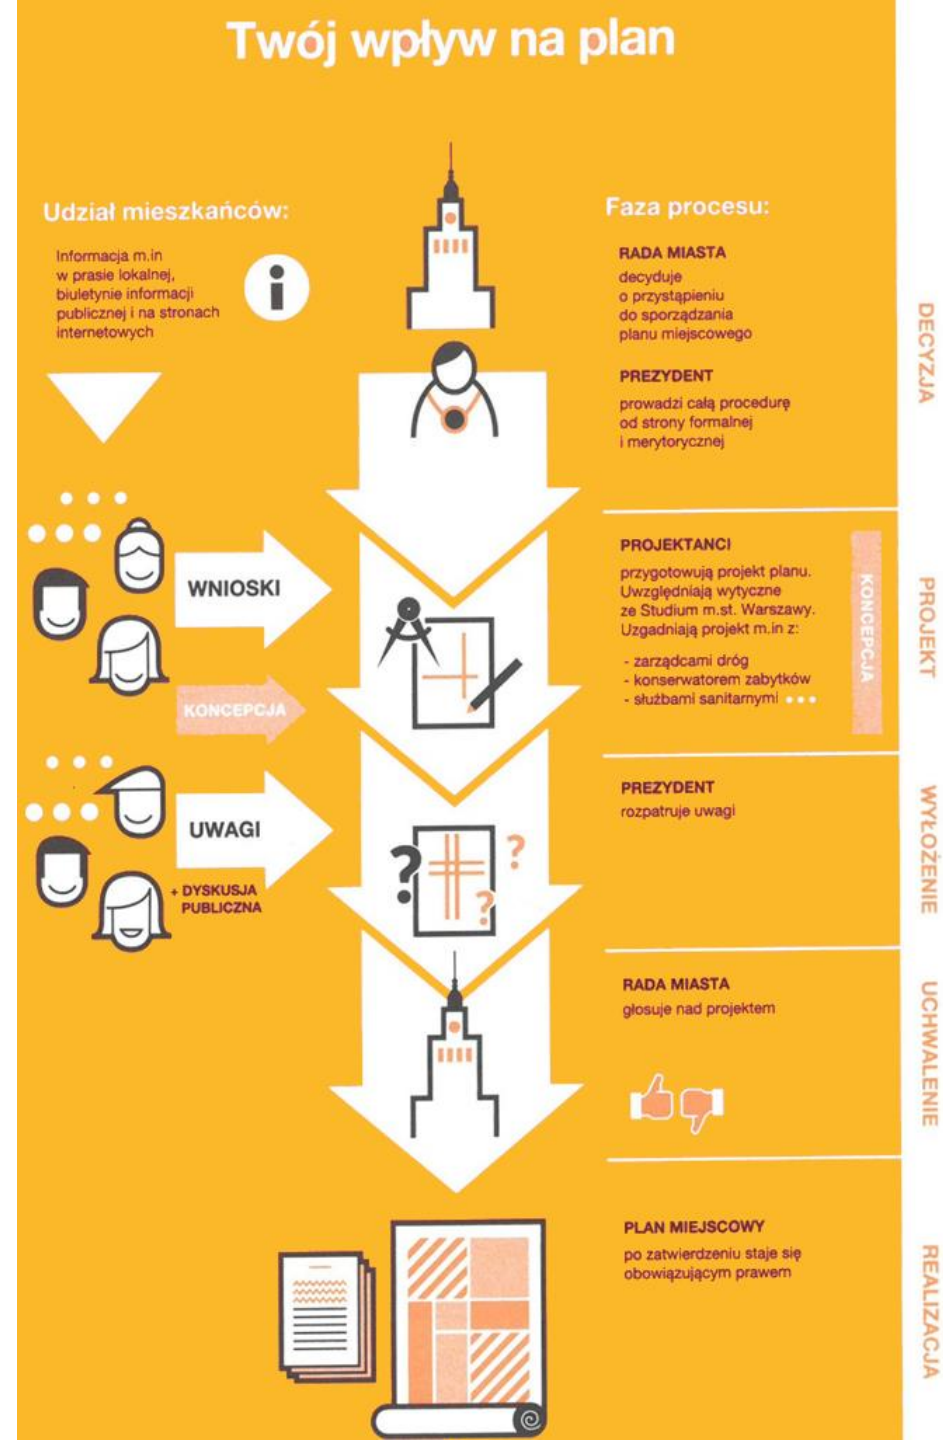 Twój wpływ na plan
Udział mieszkańców:
Informacja m.in
w prasie lokalnej,
biuletynie informacji
publicznej i na stronach
internetowych
Faza procesu:
RADA MIASTA
decyduje
o przystąpieniu
do sporządzania
planu miejscowego
PREZYDENT
prowadzi całą procedurę
od strony formalnej
i merytorycznej
DECYZJA
WNIOSKI
KONCEPCJA
PROJEKTANCI
przygotowują projekt planu.
Uwzględniają wytyczne
ze Studium m.st. Warszawy.
Uzgadniają projekt m.in z:
- zarządcami dróg
- konserwatorem zabytków
- służbami sanitarnymi
KONCEPCJA
PROJEKT
UWAGI
+ DYSKUSJA
PUBLICZNA
? ? ?
PREZYDENT
rozpatruje uwagi
WYŁOŻENIE
RADA MIASTA
głosuje nad projektem
UCHWALENIE
PLAN MIEJSCOWY
po zatwierdzeniu staje się
obowiązującym prawem
REALIZACJA